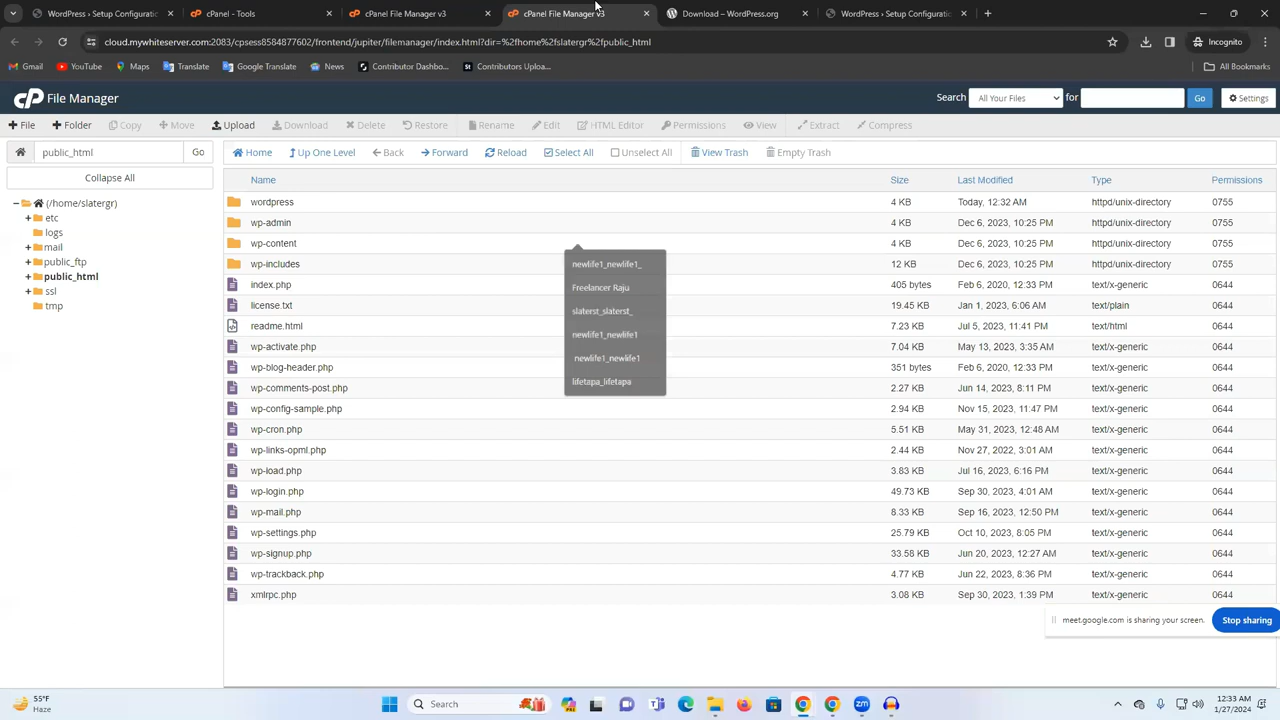 WordPress › Setup Configuratic
cPanel - Tools
cPanel File Manager v3
cPanel File Manager v3
Download – WordPress.org
WordPress › Setup Configuratic
cloud.mywhiteserver.com:2083/cpsess8584877602/frontend/jupiter/filemanager/index.html?dir=%2fhome%2fslatergr%2fpublic_html
Incognito
Gmail
YouTube
Maps
Translate
Google Translate
News
Contributor Dashbo...
Contributors Uploa...
All Bookmarks
cP File Manager
Search All Your Files for Go Settings
File
Folder
Copy
Move
Upload
Download
Delete
Restore
Rename
Edit
HTML Editor
Permissions
View
Extract
Compress
public_html Go
Home
Up One Level
Back
Forward
Reload
Select All
Unselect All
View Trash
Empty Trash
Collapse All
(/home/slatergr)
etc
logs
mail
public_ftp
public_html
ssl
tmp
Name Size Last Modified Type Permissions
wordpress 4 KB Today, 12:32 AM httpd/unix-directory 0755
wp-admin 4 KB Dec 6, 2023, 10:25 PM httpd/unix-directory 0755
wp-content 4 KB Dec 6, 2023, 10:25 PM httpd/unix-directory 0755
wp-includes 12 KB Dec 6, 2023, 10:25 PM httpd/unix-directory 0755
index.php 405 bytes Feb 6, 2020, 12:33 PM text/x-generic 0644
license.txt 19.45 KB Jan 1, 2023, 6:06 AM text/plain 0644
readme.html 7.23 KB Jul 5, 2023, 11:41 PM text/html 0644
wp-activate.php 7.04 KB May 13, 2023, 3:35 AM text/x-generic 0644
wp-blog-header.php 351 bytes Feb 6, 2020, 12:33 PM text/x-generic 0644
wp-comments-post.php 2.27 KB Jun 14, 2023, 8:11 PM text/x-generic 0644
wp-config-sample.php 2.94 KB Nov 15, 2023, 11:47 PM text/x-generic 0644
wp-cron.php 5.51 KB May 31, 2023, 12:48 AM text/x-generic 0644
wp-links-opml.php 2.44 KB Nov 27, 2022, 3:01 AM text/x-generic 0644
wp-load.php 3.83 KB Jul 16, 2023, 6:16 PM text/x-generic 0644
wp-login.php 49.73 KB Sep 30, 2023, 4:01 AM text/x-generic 0644
wp-mail.php 8.33 KB Sep 16, 2023, 12:50 PM text/x-generic 0644
wp-settings.php 25.79 KB Oct 10, 2023, 8:05 PM text/x-generic 0644
wp-signup.php 33.58 KB Jun 20, 2023, 12:27 AM text/x-generic 0644
wp-trackback.php 4.77 KB Jun 22, 2023, 8:36 PM text/x-generic 0644
xmlrpc.php 3.08 KB Sep 30, 2023, 1:39 PM text/x-generic 0644
newlife1_newlife1_
Freelancer Raju
slaterst_slaterst_
newlife1_newlife1
newlife1_newlife1
lifetapa_lifetapa
meet.google.com is sharing your screen.
Stop sharing
55°F
Haze
Search
12:33 AM
1/27/2024